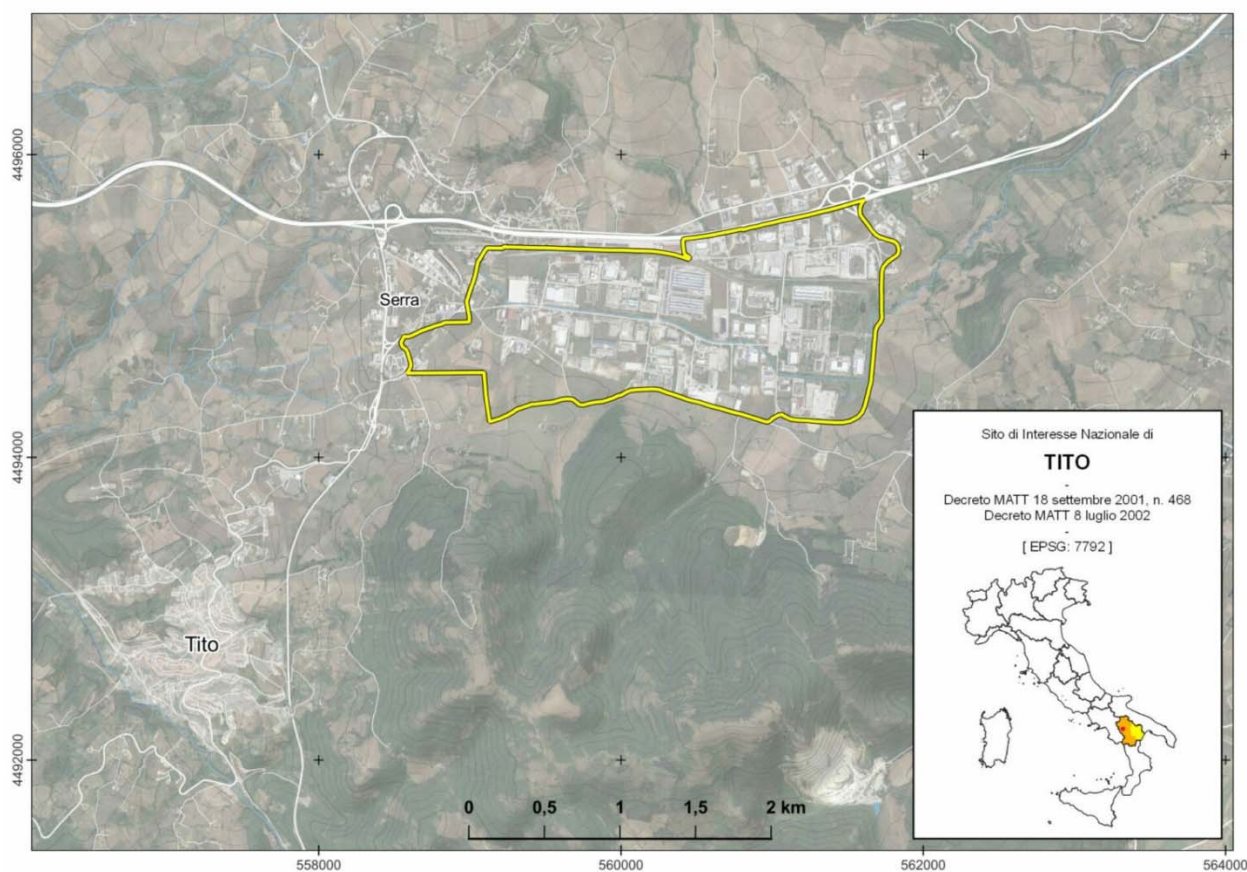 4496000
4494000
4492000
Serra
Tito
Sito di Interesse Nazionale di
TITO
-
Decreto MATT 18 settembre 2001, n. 468
Decreto MATT 8 luglio 2002
-
[ EPSG: 7792 ]
0 0,5 1 1,5 2 km
558000 560000 562000 564000